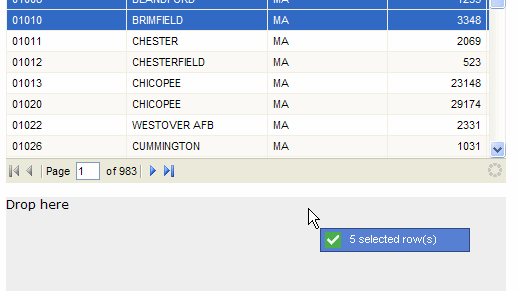 01008 BLANDFORD MA 1235
01010 BRIMFIELD MA 3348
01011 CHESTER MA 2069
01012 CHESTERFIELD MA 523
01013 CHICOPEE MA 23148
01020 CHICOPEE MA 29174
01022 WESTOVER AFB MA 2331
01026 CUMMINGTON MA 1031
Page 1 of 983
Drop here
5 selected row(s)